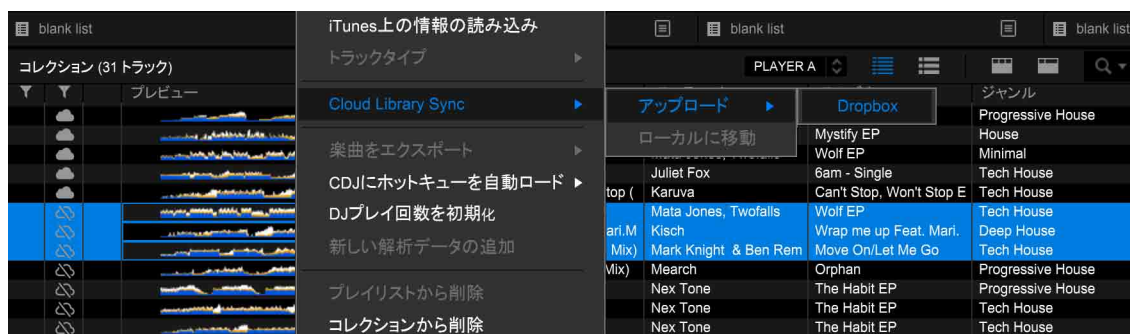 blank list
blank list
blank list
コレクション (31 トラック)
PLAYER A
プレビュー
ジャンル
iTunes上の情報の読み込み
トラックタイプ
Cloud Library Sync
アップロード
Dropbox
ローカルに移動
楽曲をエクスポート
CDJにホットキューを自動ロード
DJプレイ回数を初期化
新しい解析データの追加
プレイリストから削除
コレクションから削除
Progressive House
Mystify EP House
Wolf EP Minimal
Juliet Fox 6am - Single Tech House
top ( Karuva Can't Stop, Won't Stop E Tech House
Mata Jones, Twofalls Wolf EP Tech House
ari.M Kisch Wrap me up Feat. Mari. Deep House
Mix) Mark Knight & Ben Rem Move On/Let Me Go Tech House
Mix) Mearch Orphan Progressive House
Nex Tone The Habit EP Progressive House
Nex Tone The Habit EP Tech House
Nex Tone The Habit EP Tech House